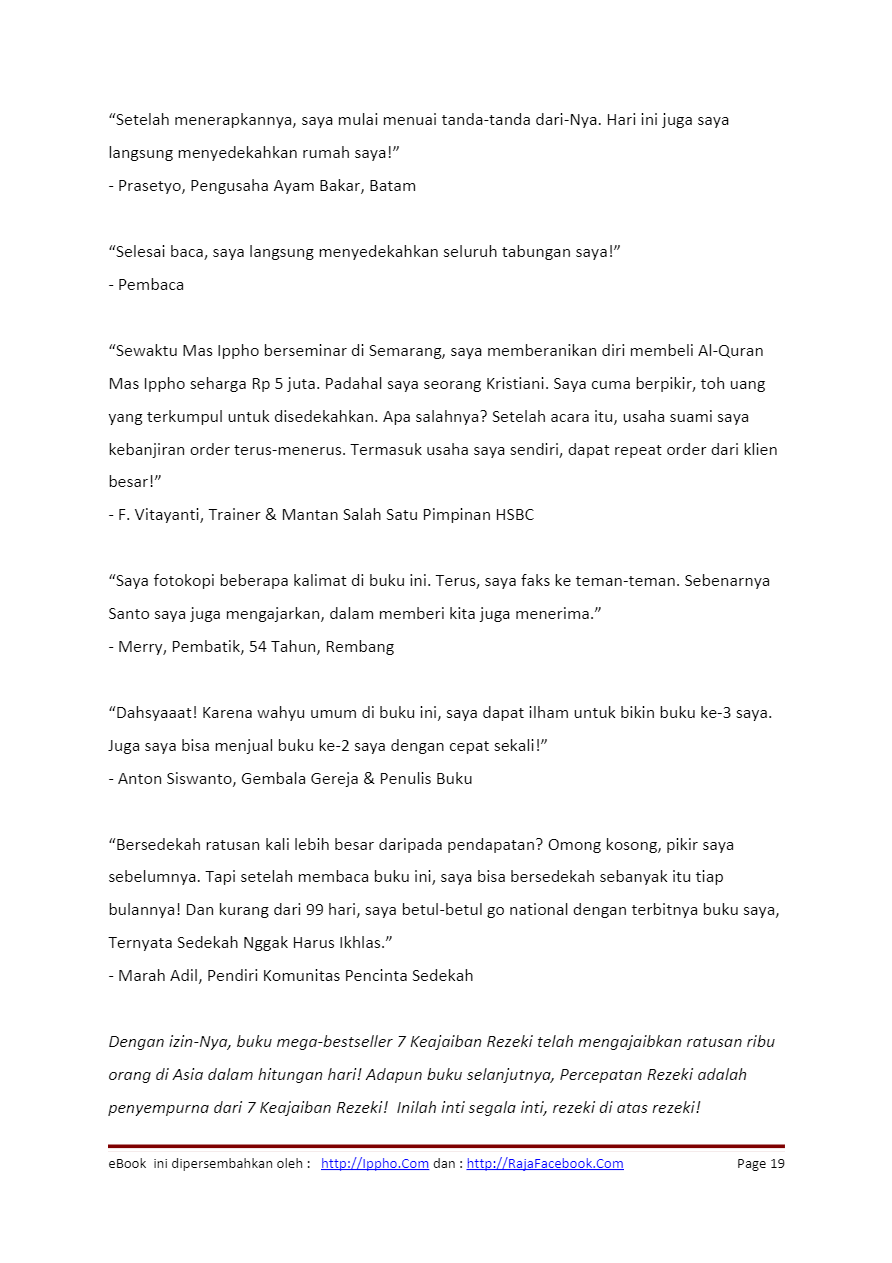 “Setelah menerapkannya, saya mulai menuai tanda-tanda dari-Nya. Hari ini juga saya
langsung menyedekahkan rumah saya!”
- Prasetyo, Pengusaha Ayam Bakar, Batam
“Selesai baca, saya langsung menyedekahkan seluruh tabungan saya!”
- Pembaca
“Sewaktu Mas Ippho berseminar di Semarang, saya memberanikan diri membeli Al-Quran
Mas Ippho seharga Rp 5 juta. Padahal saya seorang Kristiani. Saya cuma berpikir, toh uang
yang terkumpul untuk disedekahkan. Apa salahnya? Setelah acara itu, usaha suami saya
kebanjiran order terus-menerus. Termasuk usaha saya sendiri, dapat repeat order dari klien
besar!”
- F. Vitayanti, Trainer & Mantan Salah Satu Pimpinan HSBC
“Saya fotokopi beberapa kalimat di buku ini. Terus, saya faks ke teman-teman. Sebenarnya
Santo saya juga mengajarkan, dalam memberi kita juga menerima.”
- Merry, Pembatik, 54 Tahun, Rembang
“Dahsyaaat! Karena wahyu umum di buku ini, saya dapat ilham untuk bikin buku ke-3 saya.
Juga saya bisa menjual buku ke-2 saya dengan cepat sekali!”
- Anton Siswanto, Gembala Gereja & Penulis Buku
“Bersedekah ratusan kali lebih besar daripada pendapatan? Omong kosong, pikir saya
sebelumnya. Tapi setelah membaca buku ini, saya bisa bersedekah sebanyak itu tiap
bulannya! Dan kurang dari 99 hari, saya betul-betul go national dengan terbitnya buku saya,
Ternyata Sedekah Nggak Harus Ikhlas.”
- Marah Adil, Pendiri Komunitas Pencinta Sedekah
Dengan izin-Nya, buku mega-bestseller 7 Keajaiban Rezeki telah mengajaibkan ratusan ribu
orang di Asia dalam hitungan hari! Adapun buku selanjutnya, Percepatan Rezeki adalah
penyempurna dari 7 Keajaiban Rezeki!  Inilah inti segala inti, rezeki di atas rezeki!
eBook  ini dipersembahkan oleh :   http://Ippho.Com dan : http://RajaFacebook.Com Page 19